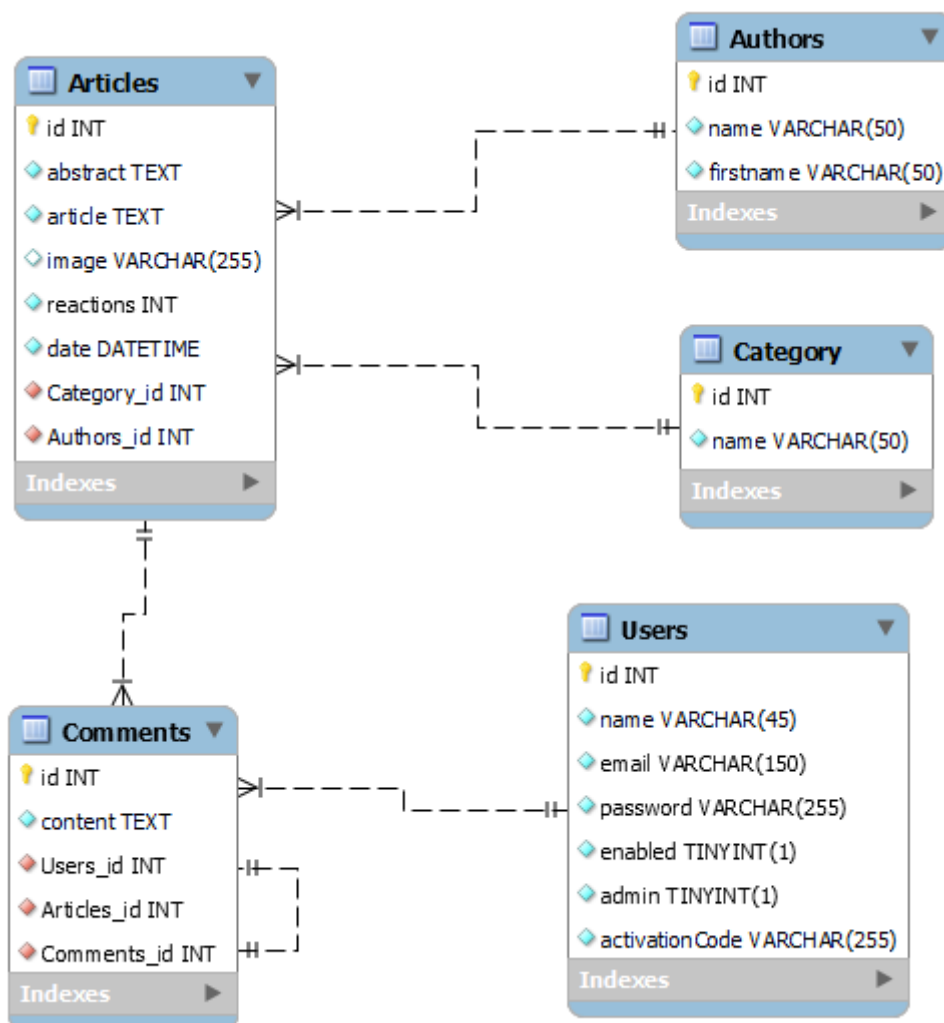 Articles
id INT
abstract TEXT
article TEXT
image VARCHAR(255)
reactions INT
date DATETIME
Category_id INT
Authors_id INT
Indexes
Authors
id INT
name VARCHAR(50)
firstname VARCHAR(50)
Indexes
Category
id INT
name VARCHAR(50)
Indexes
Comments
id INT
content TEXT
Users_id INT
Articles_id INT
Comments_id INT
Indexes
Users
id INT
name VARCHAR(45)
email VARCHAR(150)
password VARCHAR(255)
enabled TINYINT(1)
admin TINYINT(1)
activationCode VARCHAR(255)
Indexes